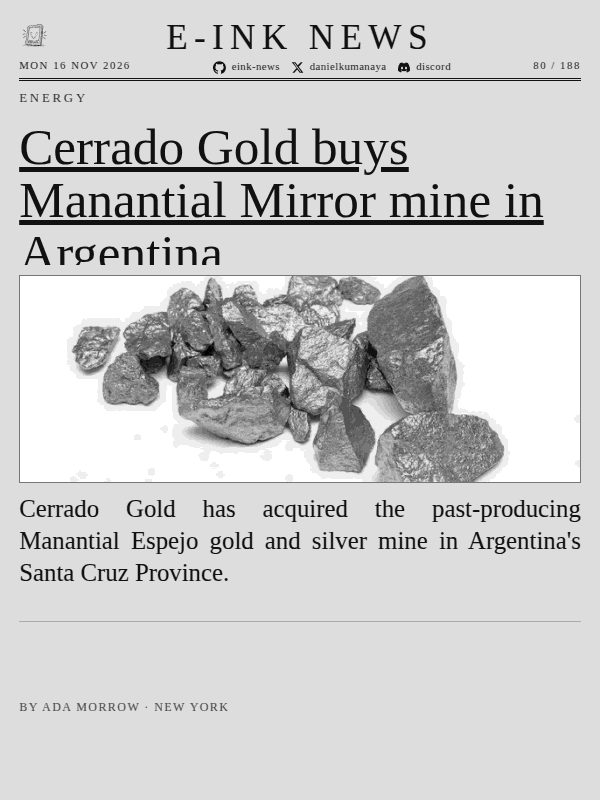 E-INK NEWS
MON 16 NOV 2026
eink-news
danielkumanaya
discord
80 / 188
ENERGY
Cerrado Gold buys
Manantial Mirror mine in
Argentina
Cerrado Gold has acquired the past-producing
Manantial Espejo gold and silver mine in Argentina's
Santa Cruz Province.
BY ADA MORROW · NEW YORK